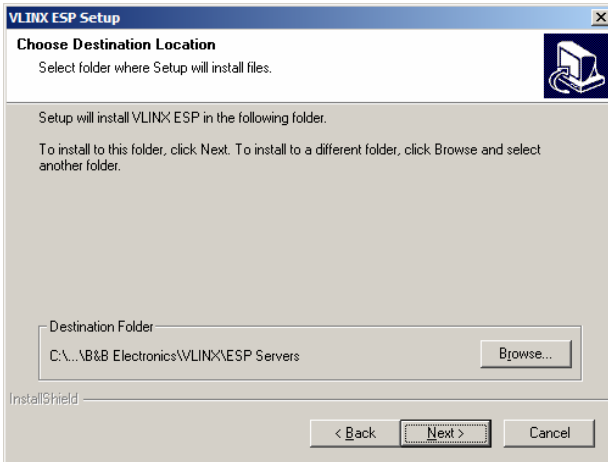 VLINX ESP Setup
Choose Destination Location
Select folder where Setup will install files.
Setup will install VLINX ESP in the following folder.
To install to this folder, click Next. To install to a different folder, click Browse and select
another folder.
Destination Folder
C:\...\B&B Electronics\VLINX\ESP Servers
Browse...
InstallShield
< Back
Next >
Cancel